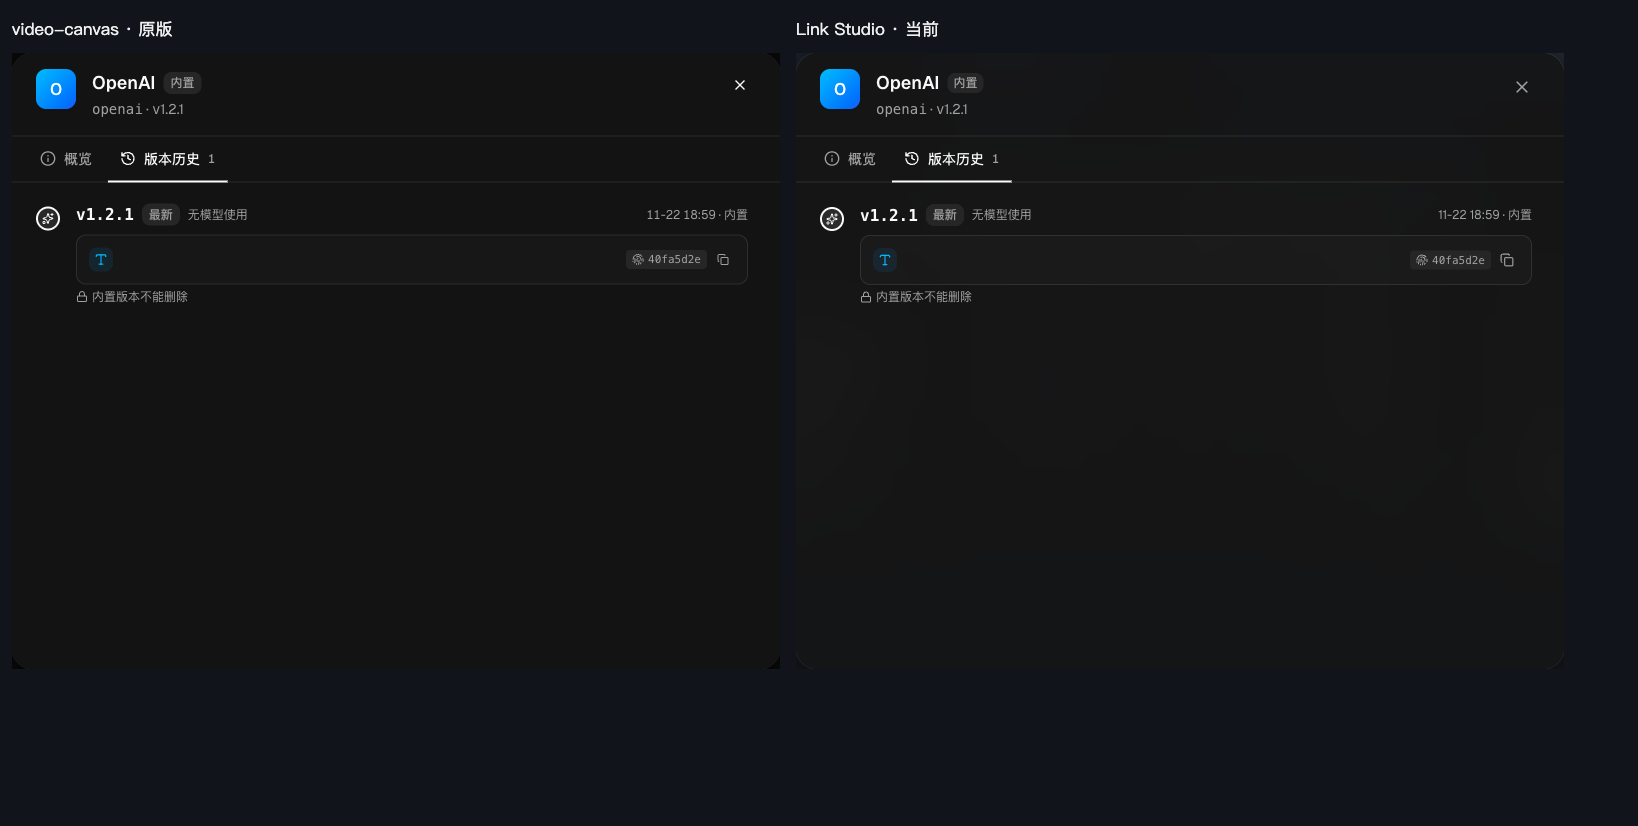 video-canvas · 原版
O
OpenAI 内置
openai · v1.2.1
概览 版本历史 1
v1.2.1 最新 无模型使用 11-22 18:59 · 内置
T 40fa5d2e
内置版本不能删除
Link Studio · 当前
O
OpenAI 内置
openai · v1.2.1
概览 版本历史 1
v1.2.1 最新 无模型使用 11-22 18:59 · 内置
T 40fa5d2e
内置版本不能删除